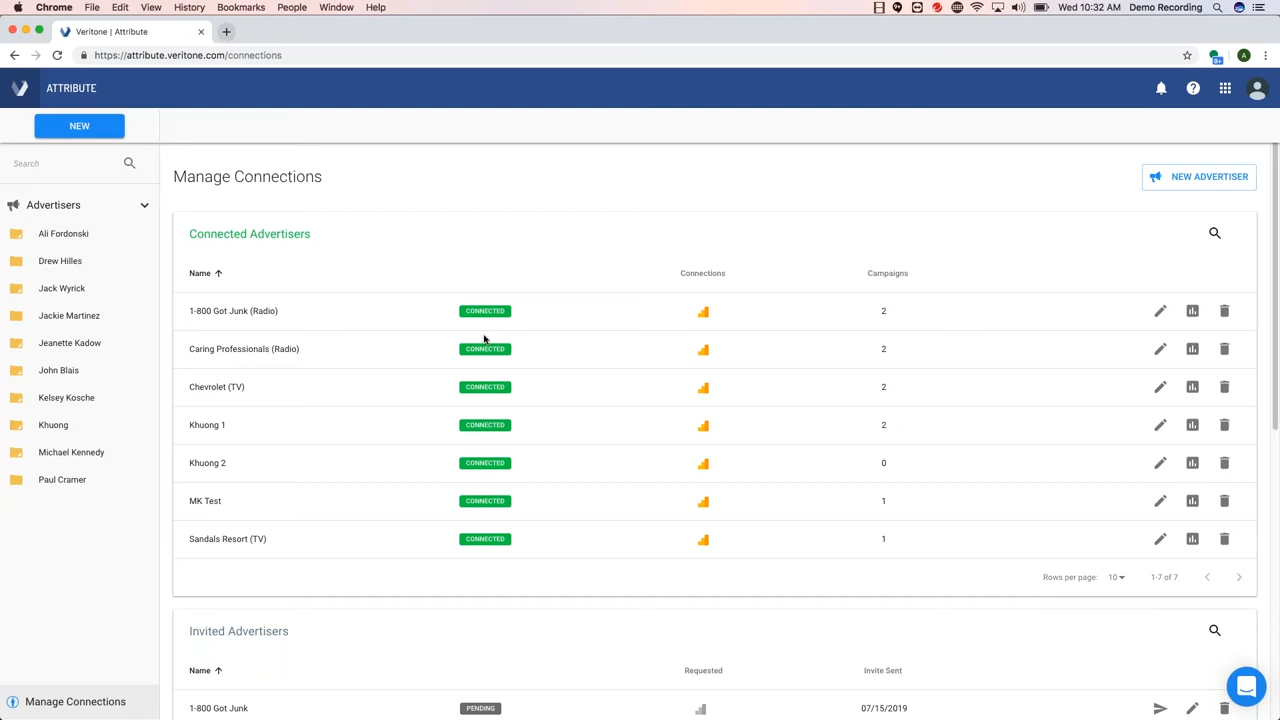 Chrome File Edit View History Bookmarks People Window Help Wed 10:32 AM Demo Recording
Veritone | Attribute
https://attribute.veritone.com/connections
ATTRIBUTE
NEW
Search
Advertisers
Ali Fordonski
Drew Hilles
Jack Wyrick
Jackie Martinez
Jeanette Kadow
John Blais
Kelsey Kosche
Khuong
Michael Kennedy
Paul Cramer
Manage Connections
Manage Connections
NEW ADVERTISER
Connected Advertisers
Name Connections Campaigns
1-800 Got Junk (Radio) CONNECTED 2
Caring Professionals (Radio) CONNECTED 2
Chevrolet (TV) CONNECTED 2
Khuong 1 CONNECTED 2
Khuong 2 CONNECTED 0
MK Test CONNECTED 1
Sandals Resort (TV) CONNECTED 1
Rows per page: 10 1-7 of 7
Invited Advertisers
Name Requested Invite Sent
1-800 Got Junk PENDING 07/15/2019